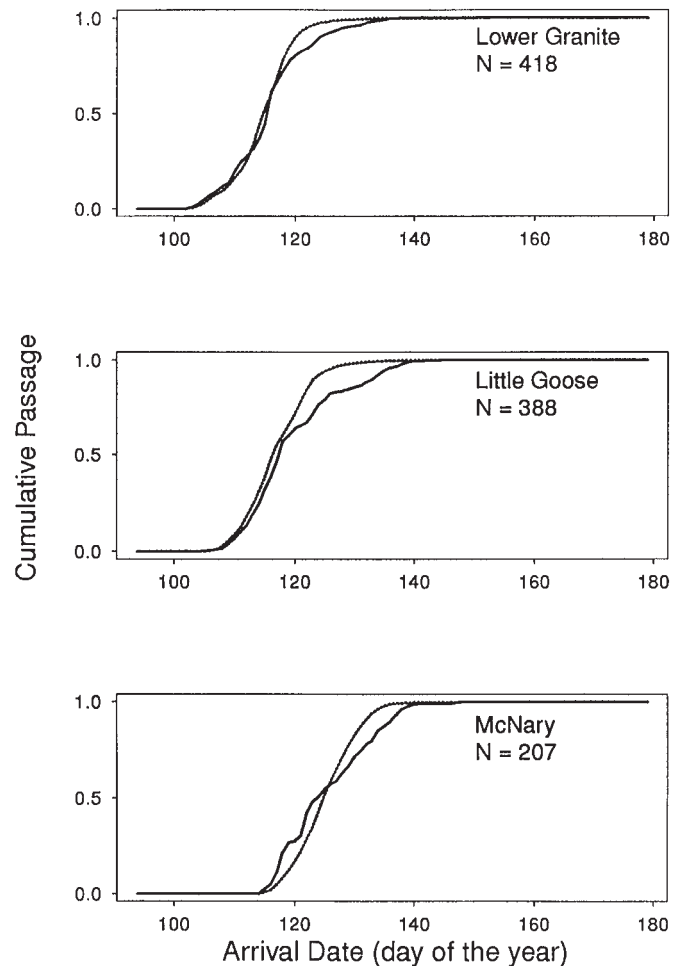 Cumulative Passage
1.0
0.5
0.0
Lower Granite
N = 418
100 120 140 160 180
1.0
0.5
0.0
Little Goose
N = 388
100 120 140 160 180
1.0
0.5
0.0
McNary
N = 207
100 120 140 160 180
Arrival Date (day of the year)